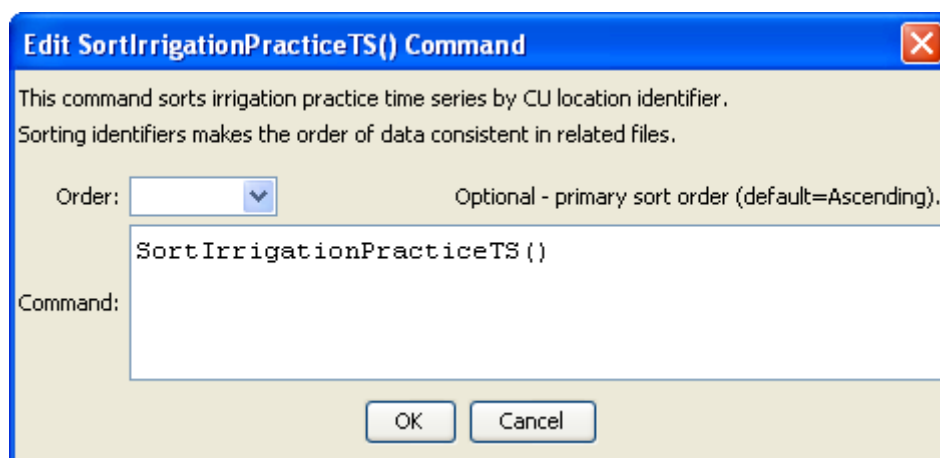 Edit SortIrrigationPracticeTS() Command
This command sorts irrigation practice time series by CU location identifier.
Sorting identifiers makes the order of data consistent in related files.
Order: Optional - primary sort order (default=Ascending).
SortIrrigationPracticeTS()
Command:
OK Cancel